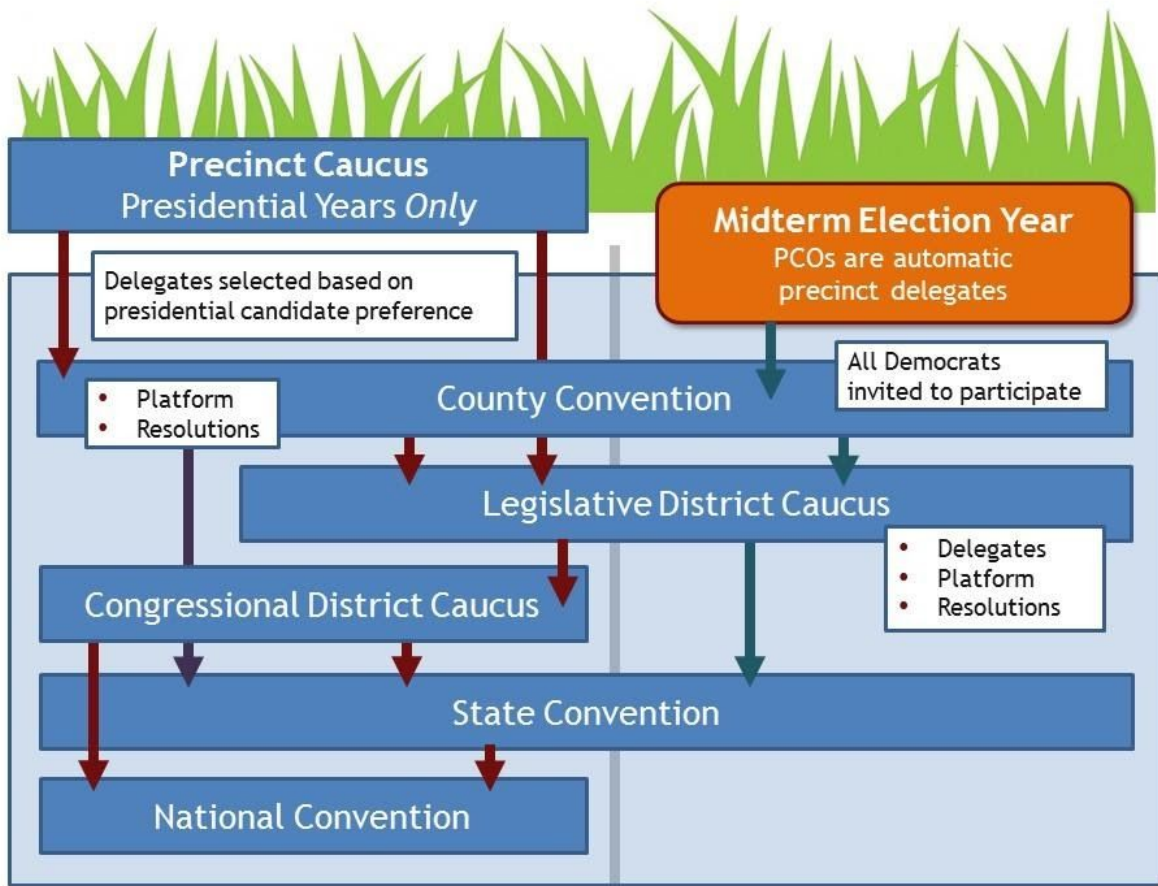 Precinct Caucus
Presidential Years Only
Midterm Election Year
PCOs are automatic
precinct delegates
Delegates selected based on
presidential candidate preference
All Democrats
invited to participate
County Convention
• Platform
• Resolutions
Legislative District Caucus
• Delegates
• Platform
• Resolutions
Congressional District Caucus
State Convention
National Convention